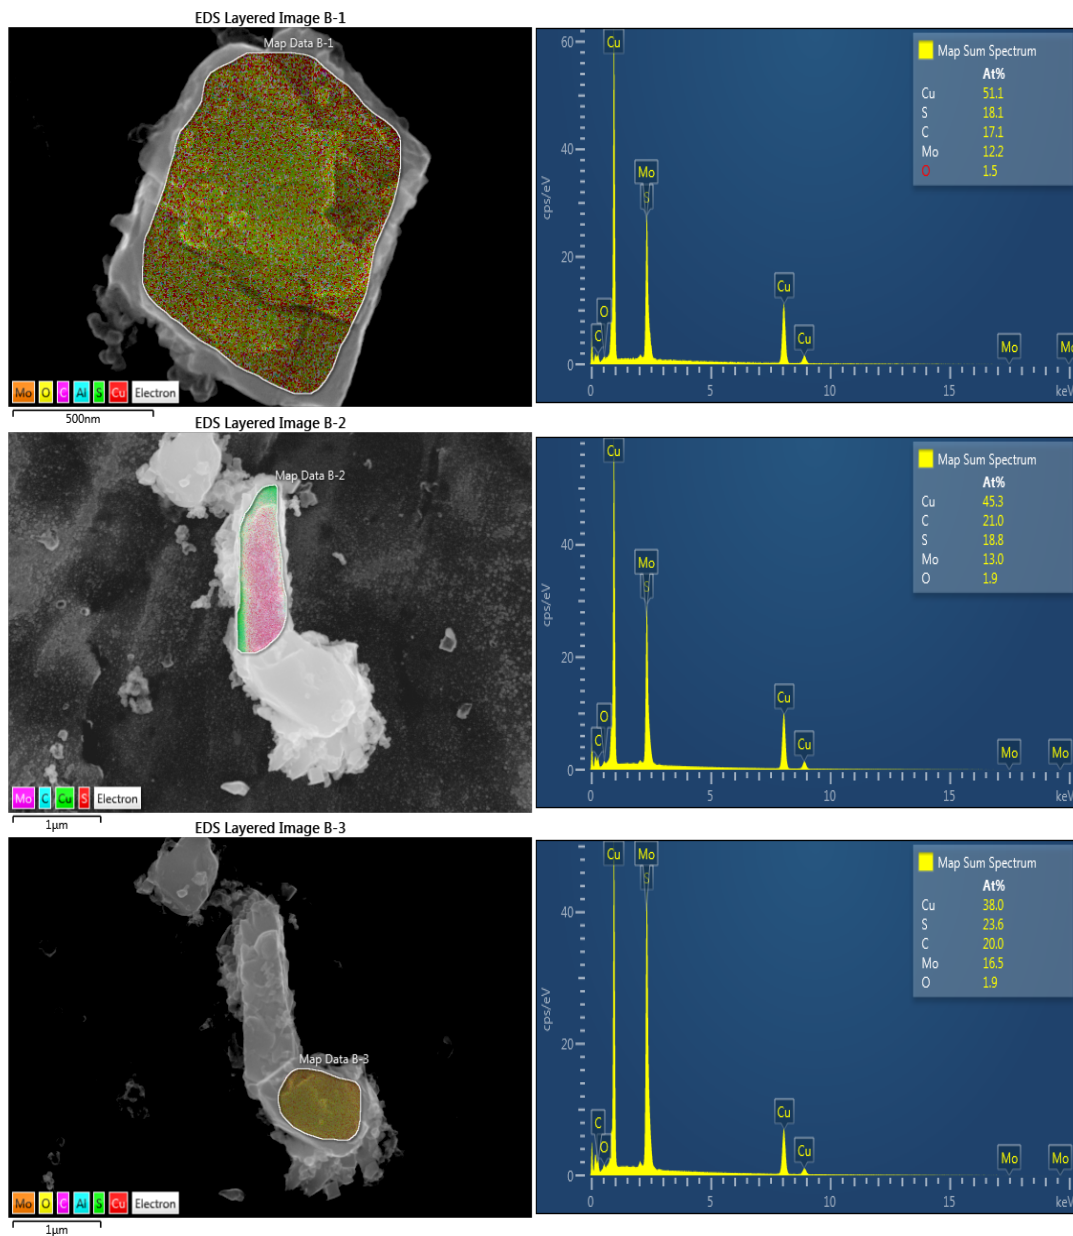 EDS Layered Image B-1
Map Data B-1
Mo O C Al S Cu Electron
500nm
60
40
20
0
cps/eV
Cu
Mo
S
O
C
Cu
Cu
Mo
Mo
0 5 10 15 keV
Map Sum Spectrum
At%
Cu 51.1
S 18.1
C 17.1
Mo 12.2
O 1.5
EDS Layered Image B-2
Map Data B-2
Mo C Cu S Electron
1µm
40
20
0
cps/eV
Cu
Mo
S
O
C
Cu
Cu
Mo
Mo
0 5 10 15 keV
Map Sum Spectrum
At%
Cu 45.3
C 21.0
S 18.8
Mo 13.0
O 1.9
EDS Layered Image B-3
Map Data B-3
Mo O C Al S Cu Electron
1µm
40
20
0
cps/eV
Cu
Mo
S
C
O
Cu
Cu
Mo
Mo
0 5 10 15 keV
Map Sum Spectrum
At%
Cu 38.0
S 23.6
C 20.0
Mo 16.5
O 1.9